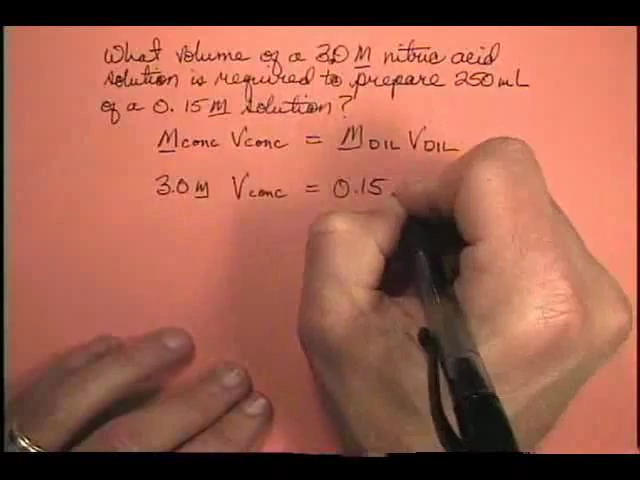 What volume of a 3.0 M nitric acid
solution is required to prepare 250 mL
of a 0.15 M solution?
Mconc Vconc = MDIL VDIL
3.0 M Vconc = 0.15